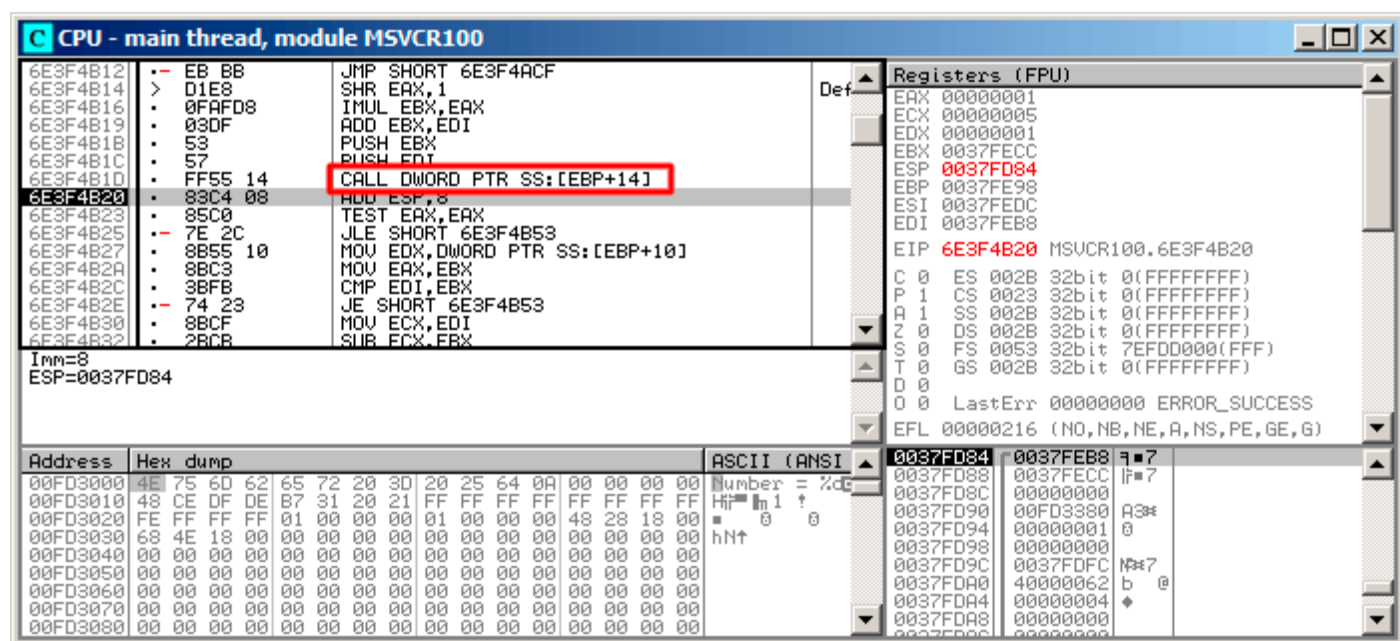 CPU - main thread, module MSVCR100
6E3F4B12 EB BB JMP SHORT 6E3F4ACF
6E3F4B14 > D1E8 SHR EAX,1 Def
6E3F4B16 0FAFD8 IMUL EBX,EAX
6E3F4B19 03DF ADD EBX,EDI
6E3F4B1B 53 PUSH EBX
6E3F4B1C 57 PUSH EDI
6E3F4B1D FF55 14 CALL DWORD PTR SS:[EBP+14]
6E3F4B20 83C4 08 ADD ESP,8
6E3F4B23 85C0 TEST EAX,EAX
6E3F4B25 7E 2C JLE SHORT 6E3F4B53
6E3F4B27 8B55 10 MOV EDX,DWORD PTR SS:[EBP+10]
6E3F4B2A 8BC3 MOV EAX,EBX
6E3F4B2C 3BFB CMP EDI,EBX
6E3F4B2E 74 23 JE SHORT 6E3F4B53
6E3F4B30 8BCF MOV ECX,EDI
6E3F4B32 2BCB SUB ECX,EBX
Imm=8
ESP=0037FD84
Registers (FPU)
EAX 00000001
ECX 00000005
EDX 00000001
EBX 0037FECC
ESP 0037FD84
EBP 0037FE98
ESI 0037FEDC
EDI 0037FEB8
EIP 6E3F4B20 MSVCR100.6E3F4B20
C 0 ES 002B 32bit 0(FFFFFFFF)
P 1 CS 0023 32bit 0(FFFFFFFF)
A 1 SS 002B 32bit 0(FFFFFFFF)
Z 0 DS 002B 32bit 0(FFFFFFFF)
S 0 FS 0053 32bit 7EFDD000(FFF)
T 0 GS 002B 32bit 0(FFFFFFFF)
D 0
O 0 LastErr 00000000 ERROR_SUCCESS
EFL 00000216 (NO,NB,NE,A,NS,PE,GE,G)
Address Hex dump ASCII (ANSI
00FD3000 4E 75 6D 62 65 72 20 3D 20 25 64 0A 00 00 00 00 Number = %d
00FD3010 48 CE DF DE B7 31 20 21 FF FF FF FF FF FF FF FF
00FD3020 FE FF FF FF 01 00 00 00 01 00 00 00 48 28 18 00
00FD3030 68 4E 18 00 00 00 00 00 00 00 00 00 00 00 00 00 hN↑
00FD3040 00 00 00 00 00 00 00 00 00 00 00 00 00 00 00 00
00FD3050 00 00 00 00 00 00 00 00 00 00 00 00 00 00 00 00
00FD3060 00 00 00 00 00 00 00 00 00 00 00 00 00 00 00 00
00FD3070 00 00 00 00 00 00 00 00 00 00 00 00 00 00 00 00
00FD3080 00 00 00 00 00 00 00 00 00 00 00 00 00 00 00 00
0037FD84 0037FEB8
0037FD88 0037FECC
0037FD8C 00000000
0037FD90 00FD3380
0037FD94 00000001
0037FD98 00000000
0037FD9C 0037FDFC
0037FDA0 40000062 b @
0037FDA4 00000004 ♦
0037FDA8 00000000